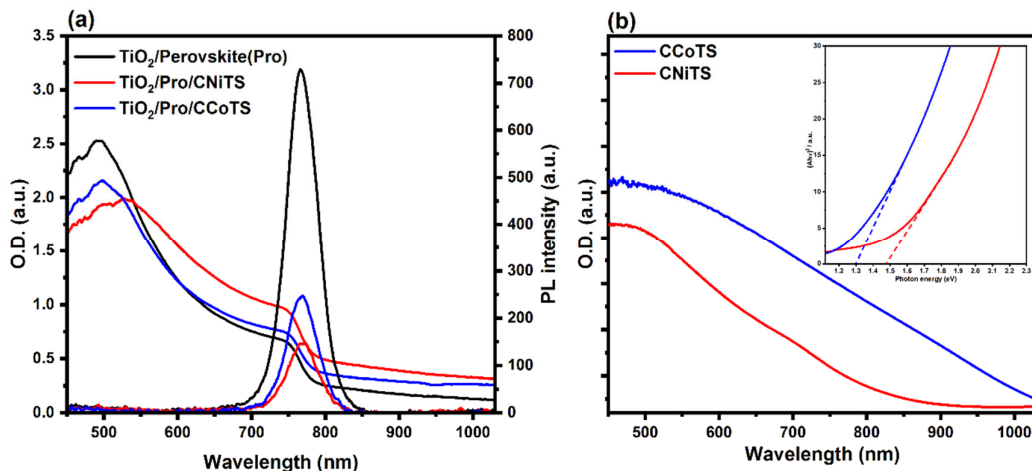 (a)
3.5
3.0
2.5
2.0
1.5
1.0
0.5
0.0
O.D. (a.u.)
TiO₂/Perovskite(Pro)
TiO₂/Pro/CNiTS
TiO₂/Pro/CCoTS
800
700
600
500
400
300
200
100
0
PL intensity (a.u.)
500 600 700 800 900 1000
Wavelength (nm)
(b)
O.D. (a.u.)
CCoTS
CNiTS
30
25
20
15
10
5
0
(Ahν)² / a.u.
1.2 1.3 1.4 1.5 1.6 1.7 1.8 1.9 2.0 2.1 2.2 2.3
Photon energy (eV)
500 600 700 800 900 1000
Wavelength (nm)